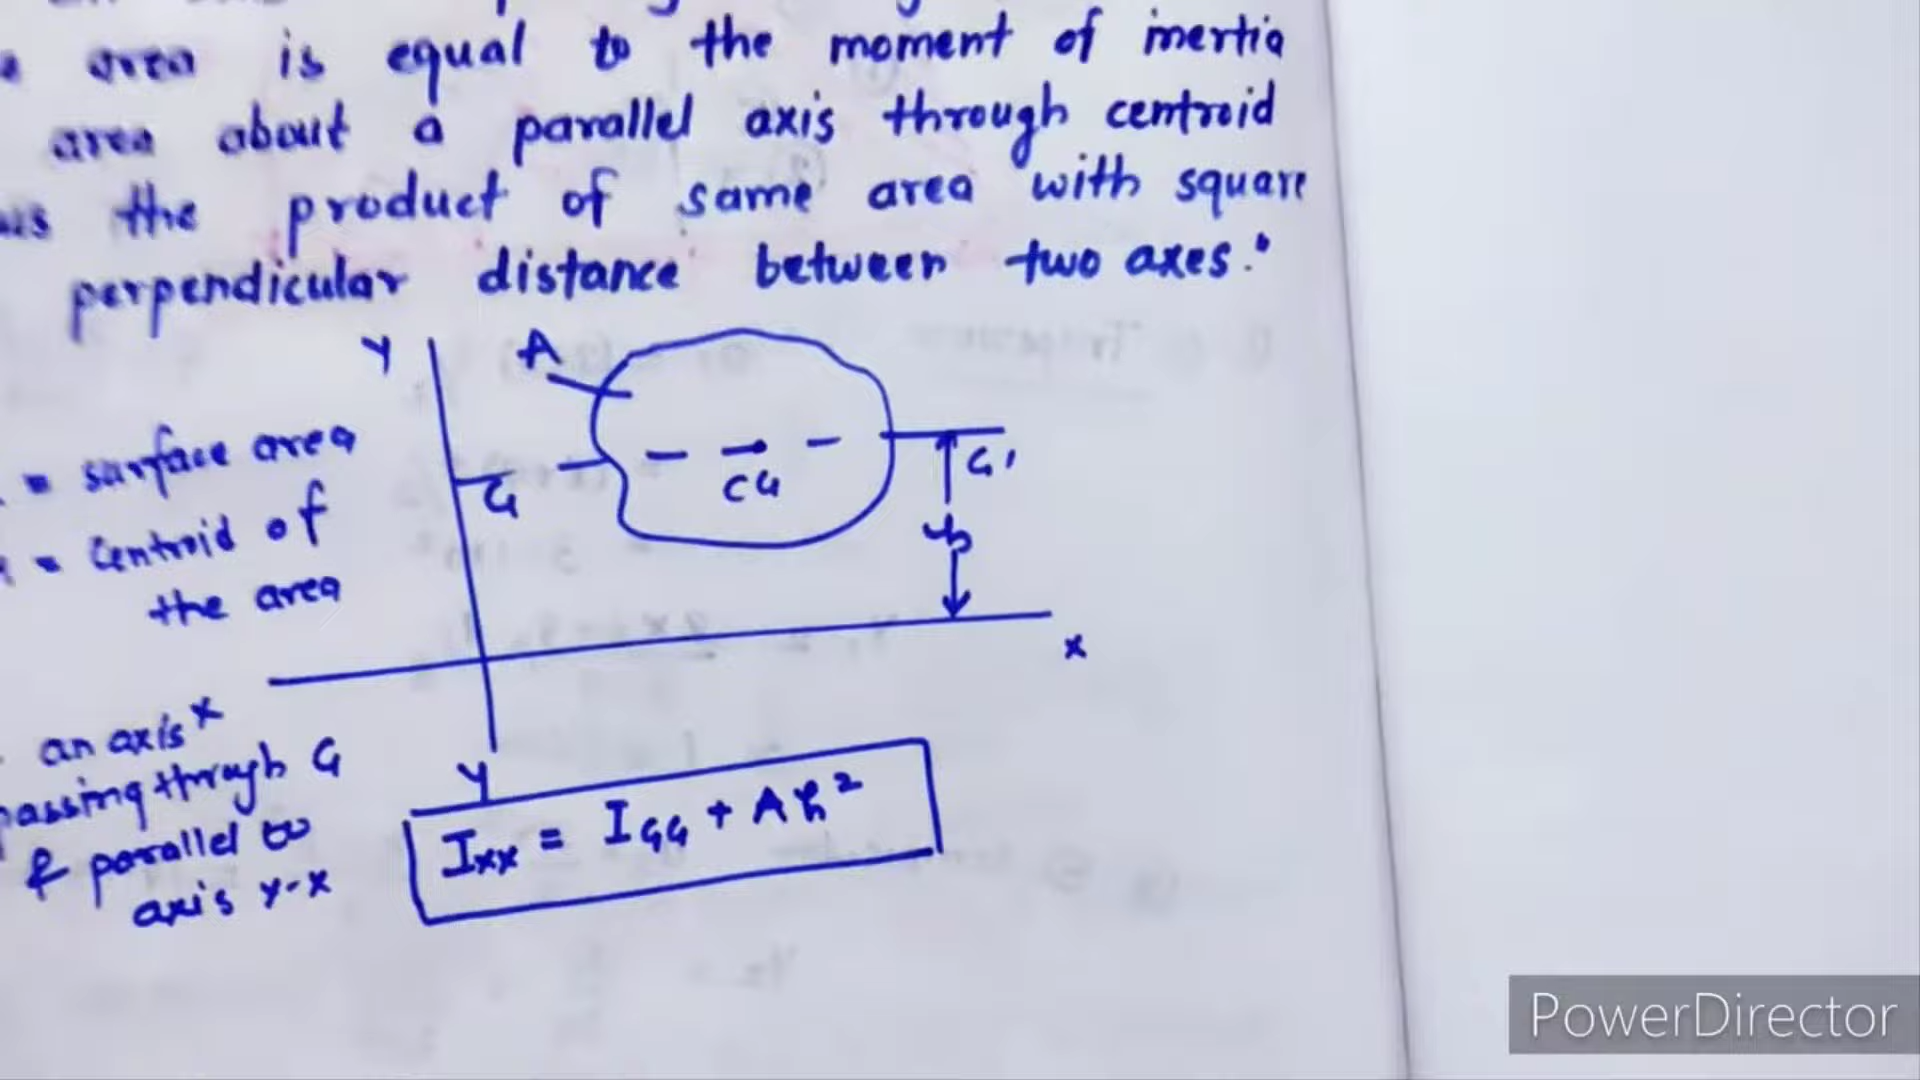 area is equal to the moment of inertia
area about a parallel axis through centroid
the product of same area with square
perpendicular distance between two axes."
Y
A
= surface area
G
CG
G'
h
= Centroid of
the area
x
x
an axis
passing through G
& parallel to
axis y-x
Y
Ixx = IGG + Ah²
PowerDirector